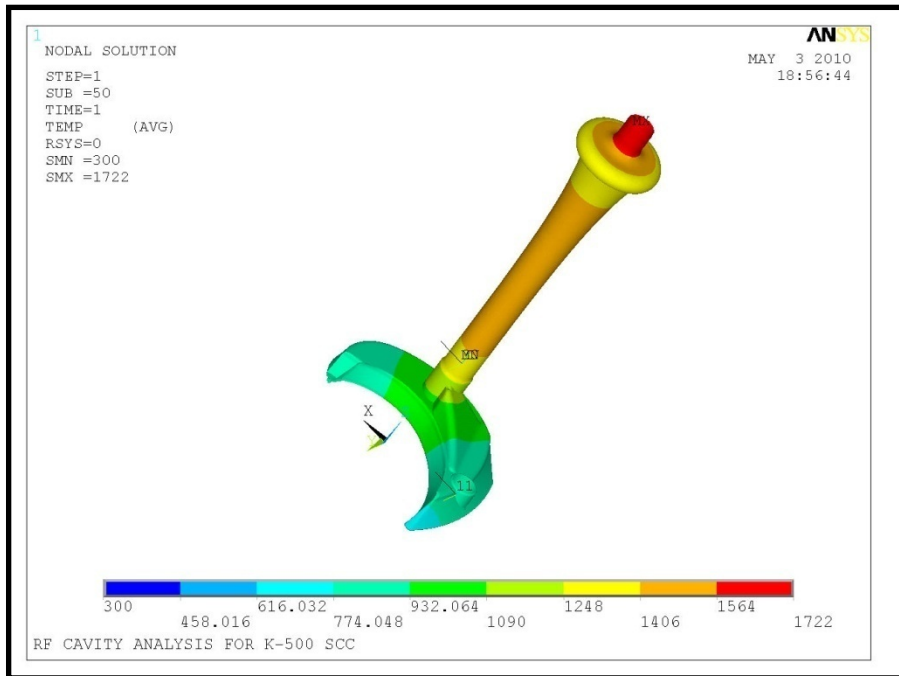 1
NODAL SOLUTION
STEP=1
SUB =50
TIME=1
TEMP (AVG)
RSYS=0
SMN =300
SMX =1722
ANSYS
MAY 3 2010
18:56:44
MX
MN
X
11
300 616.032 932.064 1248 1564
458.016 774.048 1090 1406 1722
RF CAVITY ANALYSIS FOR K-500 SCC